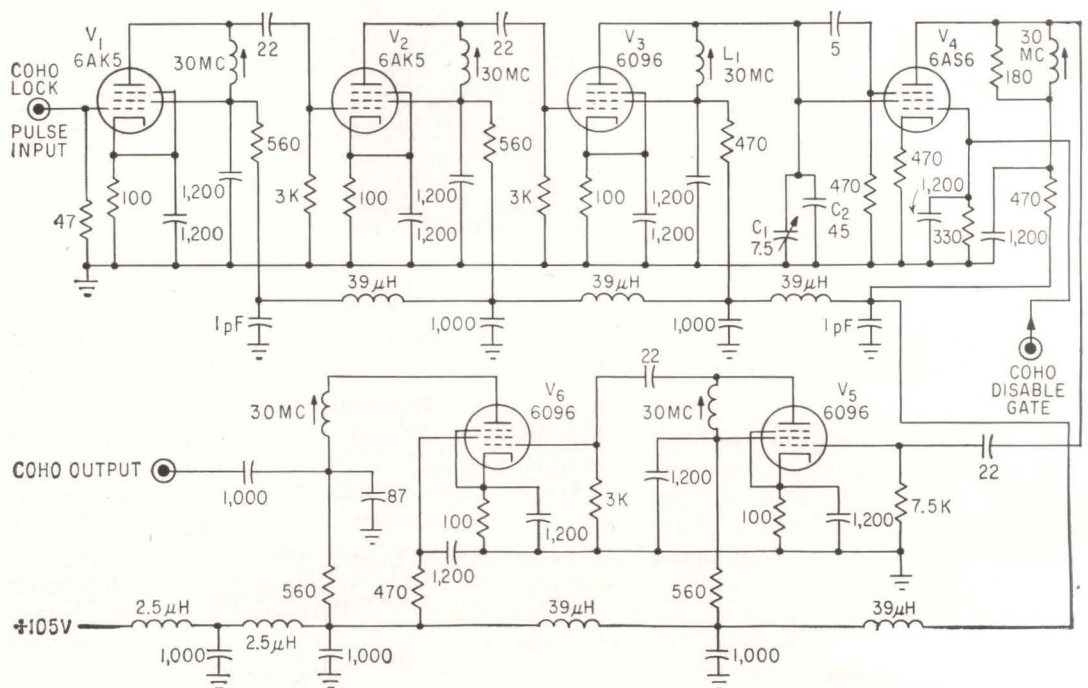 COHO
LOCK
PULSE
INPUT
V1
6AK5
30MC
22
47
100
1,200
1,200
560
3K
V2
6AK5
22
30MC
100
1,200
1,200
560
3K
V3
6096
L1
30MC
100
1,200
1,200
470
5
V4
6AS6
30
MC
180
C1
7.5
C2
45
470
470
1,200
330
470
1,200
39µH
39µH
39µH
1pF
1,000
1,000
1pF
COHO
DISABLE
GATE
30MC
V6
6096
22
30MC
V5
6096
22
COHO OUTPUT
1,000
87
100
1,200
3K
1,200
100
1,200
7.5K
1,200
560
470
560
+105V
2.5µH
2.5µH
39µH
39µH
1,000
1,000
1,000